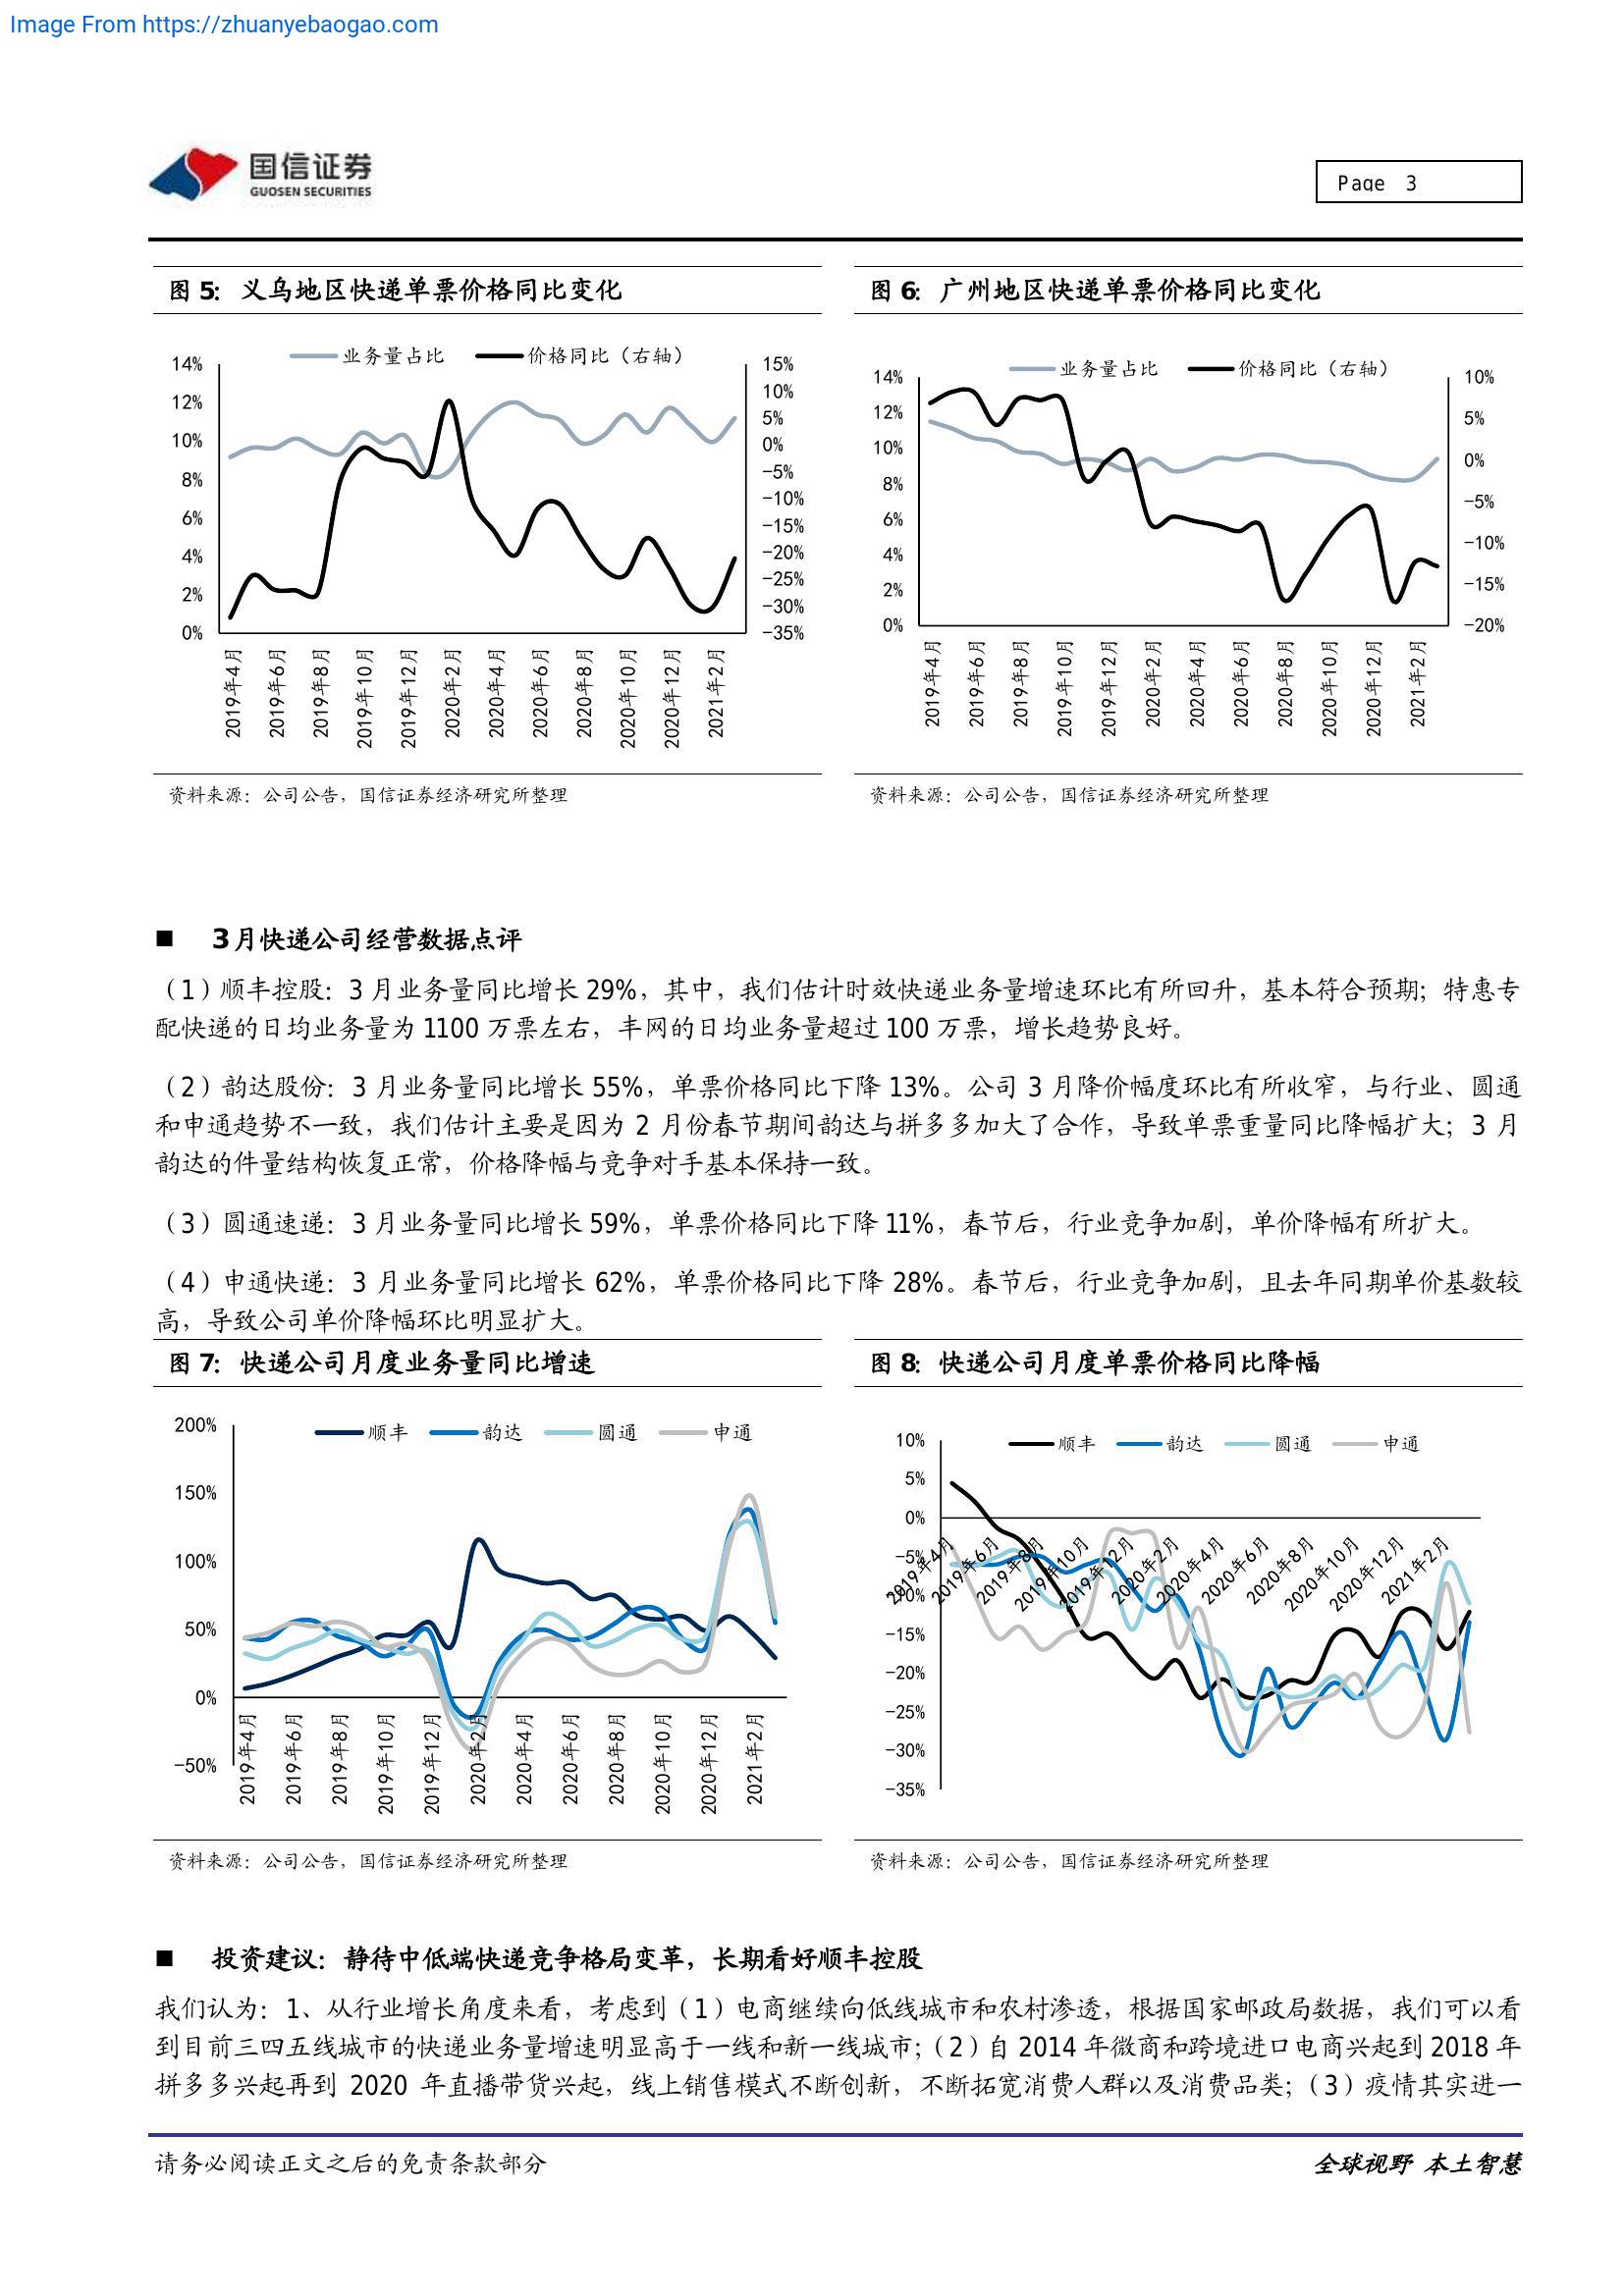 Image From https://zhuanyebaogao.com
国信证券
GUOSEN SECURITIES
Page 3
图 5：义乌地区快递单票价格同比变化
业务量占比 价格同比（右轴）
14%
12%
10%
8%
6%
4%
2%
0%
15%
10%
5%
0%
-5%
-10%
-15%
-20%
-25%
-30%
-35%
2019年4月
2019年6月
2019年8月
2019年10月
2019年12月
2020年2月
2020年4月
2020年6月
2020年8月
2020年10月
2020年12月
2021年2月
资料来源：公司公告，国信证券经济研究所整理
图 6：广州地区快递单票价格同比变化
业务量占比 价格同比（右轴）
14%
12%
10%
8%
6%
4%
2%
0%
10%
5%
0%
-5%
-10%
-15%
-20%
2019年4月
2019年6月
2019年8月
2019年10月
2019年12月
2020年2月
2020年4月
2020年6月
2020年8月
2020年10月
2020年12月
2021年2月
资料来源：公司公告，国信证券经济研究所整理
■ 3月快递公司经营数据点评
（1）顺丰控股：3 月业务量同比增长 29%，其中，我们估计时效快递业务量增速环比有所回升，基本符合预期；特惠专
配快递的日均业务量为 1100 万票左右，丰网的日均业务量超过 100 万票，增长趋势良好。
（2）韵达股份：3 月业务量同比增长 55%，单票价格同比下降 13%。公司 3 月降价幅度环比有所收窄，与行业、圆通
和申通趋势不一致，我们估计主要是因为 2 月份春节期间韵达与拼多多加大了合作，导致单票重量同比降幅扩大；3 月
韵达的件量结构恢复正常，价格降幅与竞争对手基本保持一致。
（3）圆通速递：3 月业务量同比增长 59%，单票价格同比下降 11%，春节后，行业竞争加剧，单价降幅有所扩大。
（4）申通快递：3 月业务量同比增长 62%，单票价格同比下降 28%。春节后，行业竞争加剧，且去年同期单价基数较
高，导致公司单价降幅环比明显扩大。
图 7：快递公司月度业务量同比增速
顺丰 韵达 圆通 申通
200%
150%
100%
50%
0%
-50%
2019年4月
2019年6月
2019年8月
2019年10月
2019年12月
2020年2月
2020年4月
2020年6月
2020年8月
2020年10月
2020年12月
2021年2月
资料来源：公司公告，国信证券经济研究所整理
图 8：快递公司月度单票价格同比降幅
顺丰 韵达 圆通 申通
10%
5%
0%
-5%
-10%
-15%
-20%
-25%
-30%
-35%
2019年4月
2019年6月
2019年8月
2019年10月
2019年12月
2020年2月
2020年4月
2020年6月
2020年8月
2020年10月
2020年12月
2021年2月
资料来源：公司公告，国信证券经济研究所整理
■ 投资建议：静待中低端快递竞争格局变革，长期看好顺丰控股
我们认为：1、从行业增长角度来看，考虑到（1）电商继续向低线城市和农村渗透，根据国家邮政局数据，我们可以看
到目前三四五线城市的快递业务量增速明显高于一线和新一线城市；（2）自 2014 年微商和跨境进口电商兴起到 2018 年
拼多多兴起再到 2020 年直播带货兴起，线上销售模式不断创新，不断拓宽消费人群以及消费品类；（3）疫情其实进一
请务必阅读正文之后的免责条款部分
全球视野 本土智慧